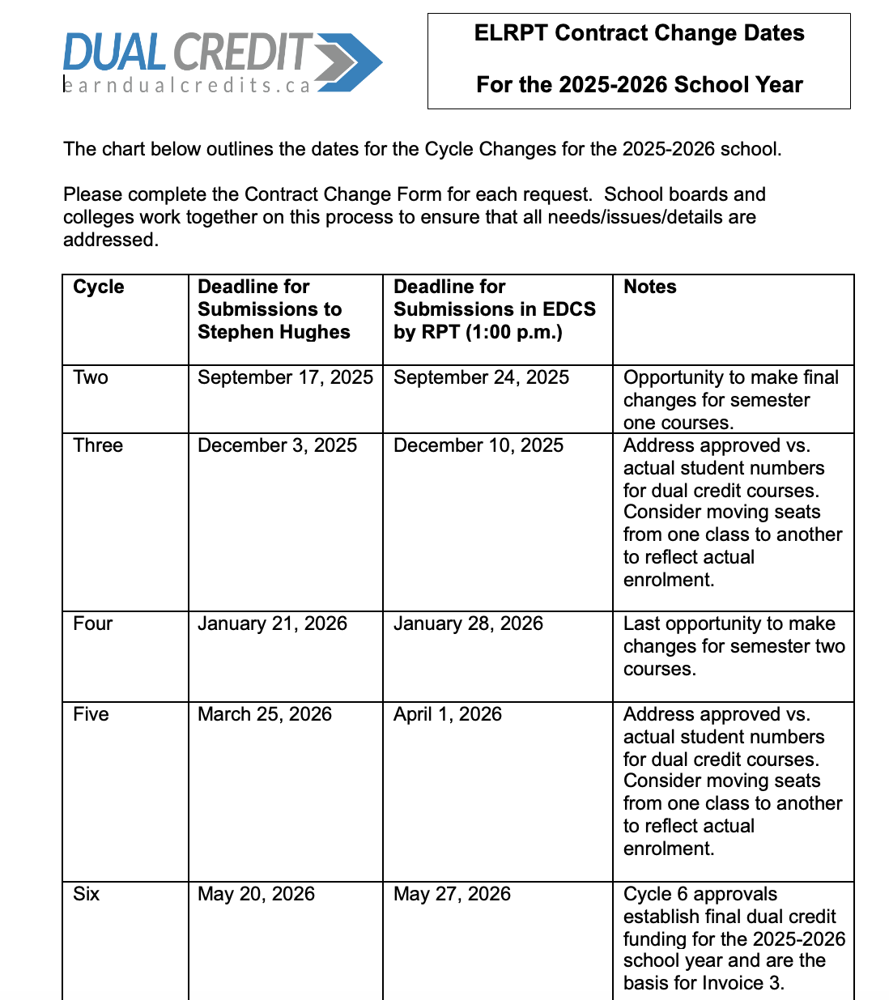 DUAL CREDIT
earndualcredits.ca
ELRPT Contract Change Dates
For the 2025-2026 School Year
The chart below outlines the dates for the Cycle Changes for the 2025-2026 school.
Please complete the Contract Change Form for each request.  School boards and
colleges work together on this process to ensure that all needs/issues/details are
addressed.
Cycle
Deadline for
Submissions to
Stephen Hughes
Deadline for
Submissions in EDCS
by RPT (1:00 p.m.)
Notes
Two
September 17, 2025
September 24, 2025
Opportunity to make final
changes for semester
one courses.
Three
December 3, 2025
December 10, 2025
Address approved vs.
actual student numbers
for dual credit courses.
Consider moving seats
from one class to another
to reflect actual
enrolment.
Four
January 21, 2026
January 28, 2026
Last opportunity to make
changes for semester two
courses.
Five
March 25, 2026
April 1, 2026
Address approved vs.
actual student numbers
for dual credit courses.
Consider moving seats
from one class to another
to reflect actual
enrolment.
Six
May 20, 2026
May 27, 2026
Cycle 6 approvals
establish final dual credit
funding for the 2025-2026
school year and are the
basis for Invoice 3.